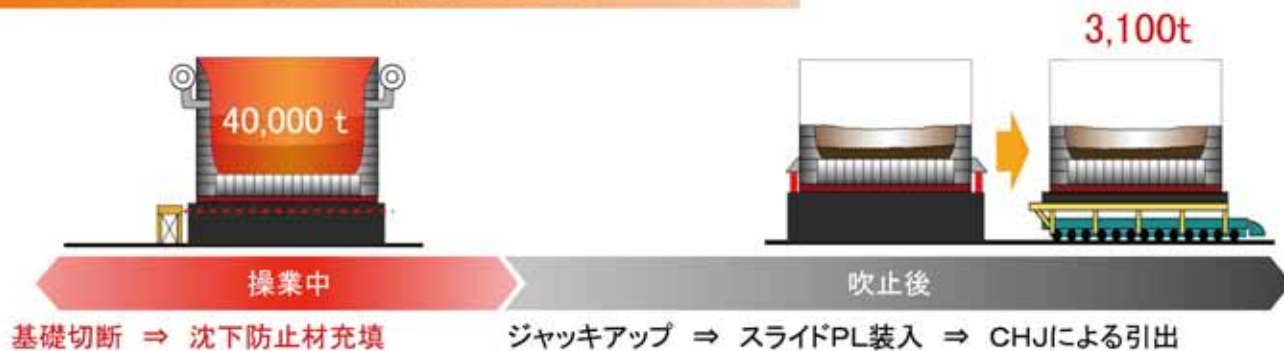 3,100t
40,000 t
操業中
吹止後
基礎切断 ⇒ 沈下防止材充填
ジャッキアップ ⇒ スライドPL装入 ⇒ CHJによる引出